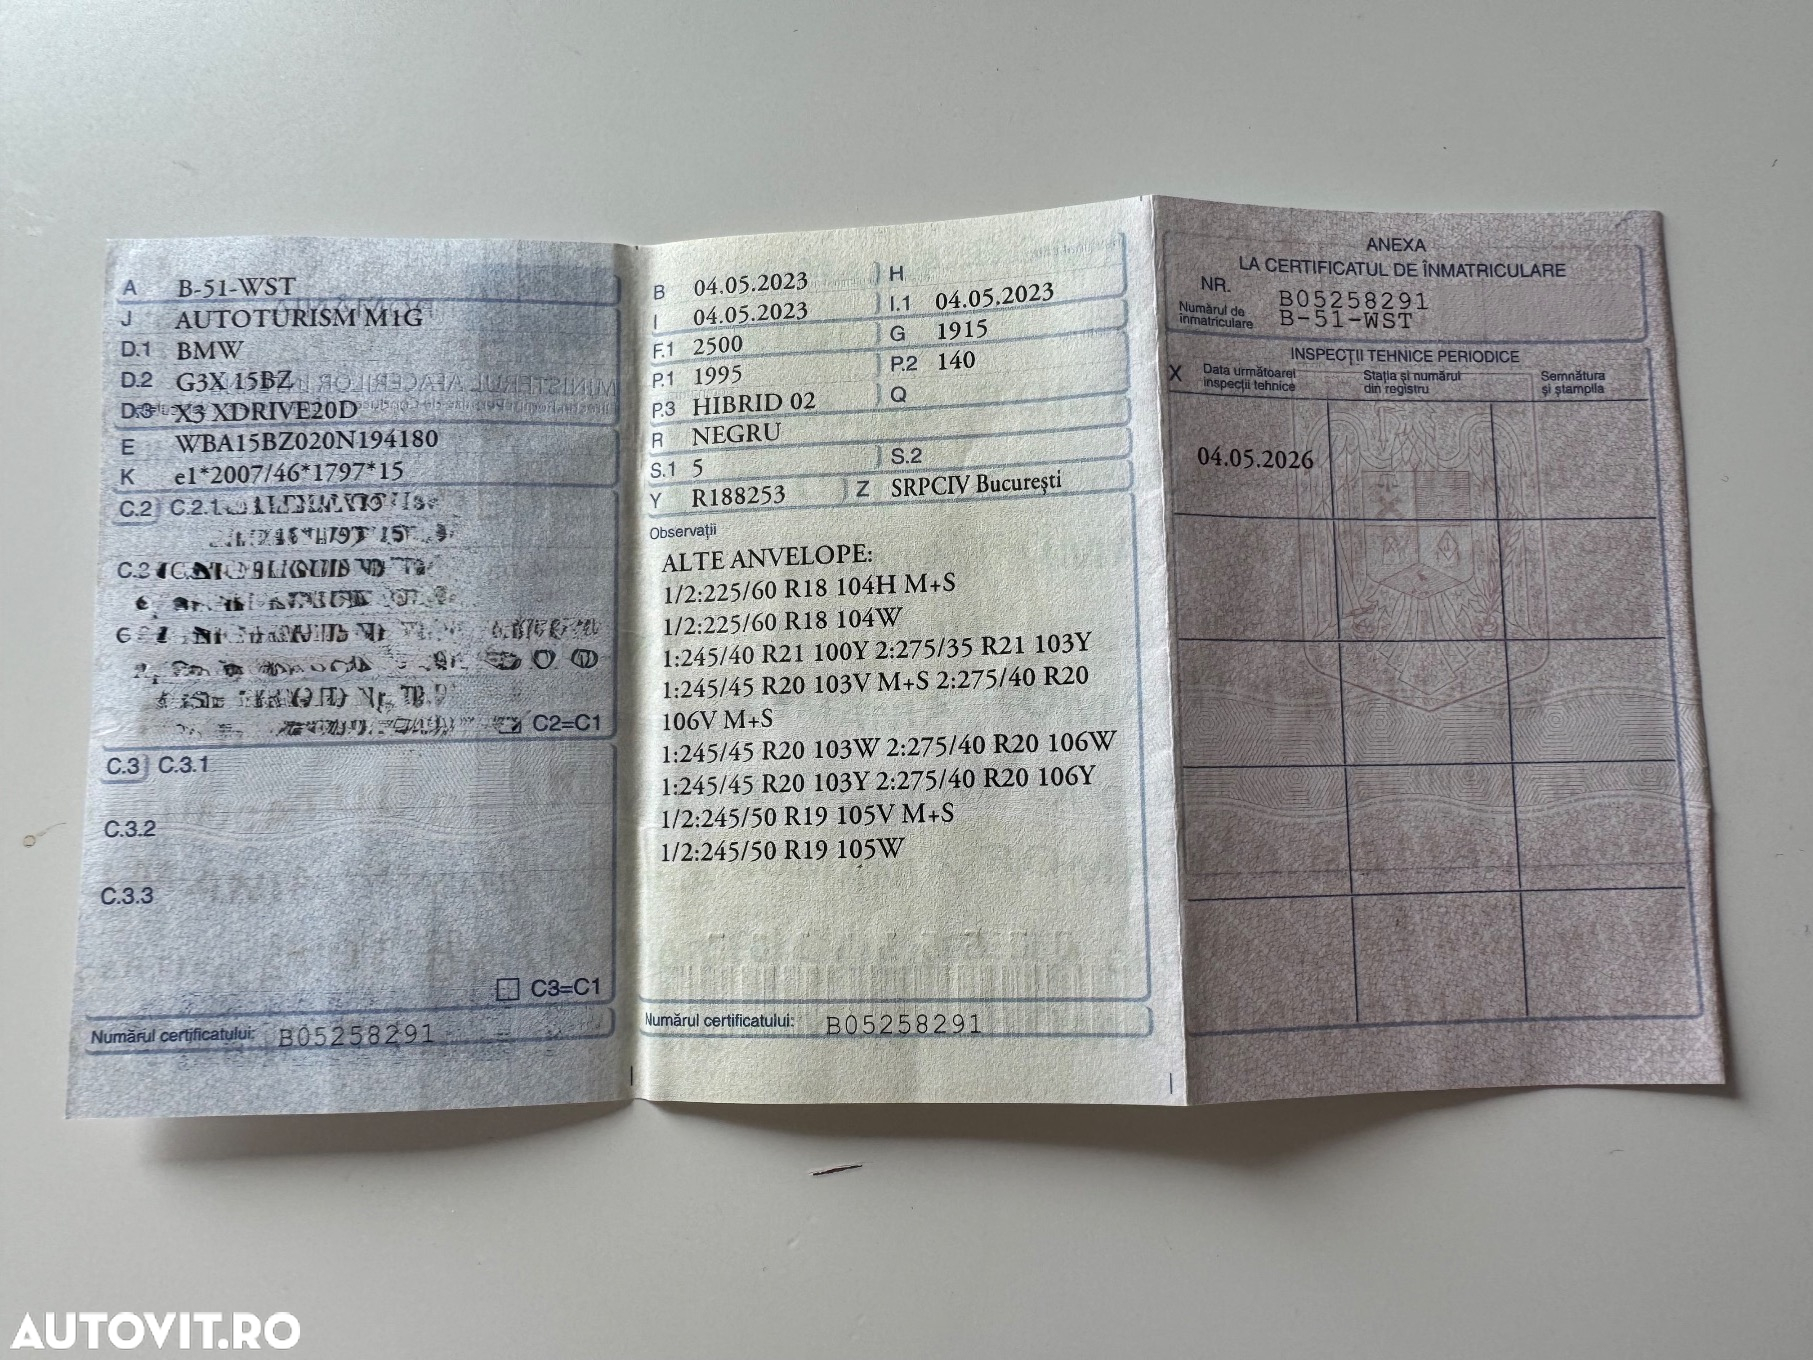 A B-51-WST
J AUTOTURISM M1G
D.1 BMW
D.2 G3X 15BZ
D.3 X3 XDRIVE20D
E WBA15BZ020N194180
K e1*2007/46*1797*15
C.2 C.2.1
C2=C1
C.3 C.3.1
C.3.2
C.3.3
C3=C1
Numărul certificatului: B05258291
B 04.05.2023 H
I 04.05.2023 I.1 04.05.2023
F.1 2500 G 1915
P.1 1995 P.2 140
P.3 HIBRID 02 Q
R NEGRU
S.1 5 S.2
Y R188253 Z SRPCIV București
Observații
ALTE ANVELOPE:
1/2:225/60 R18 104H M+S
1/2:225/60 R18 104W
1:245/40 R21 100Y 2:275/35 R21 103Y
1:245/45 R20 103V M+S 2:275/40 R20
106V M+S
1:245/45 R20 103W 2:275/40 R20 106W
1:245/45 R20 103Y 2:275/40 R20 106Y
1/2:245/50 R19 105V M+S
1/2:245/50 R19 105W
Numărul certificatului: B05258291
ANEXA
LA CERTIFICATUL DE ÎNMATRICULARE
NR. B05258291
Numărul de înmatriculare B-51-WST
INSPECȚII TEHNICE PERIODICE
X Data următoarei inspecții tehnice
Stația și numărul din registru
Semnătura și ștampila
04.05.2026
AUTOVIT.RO